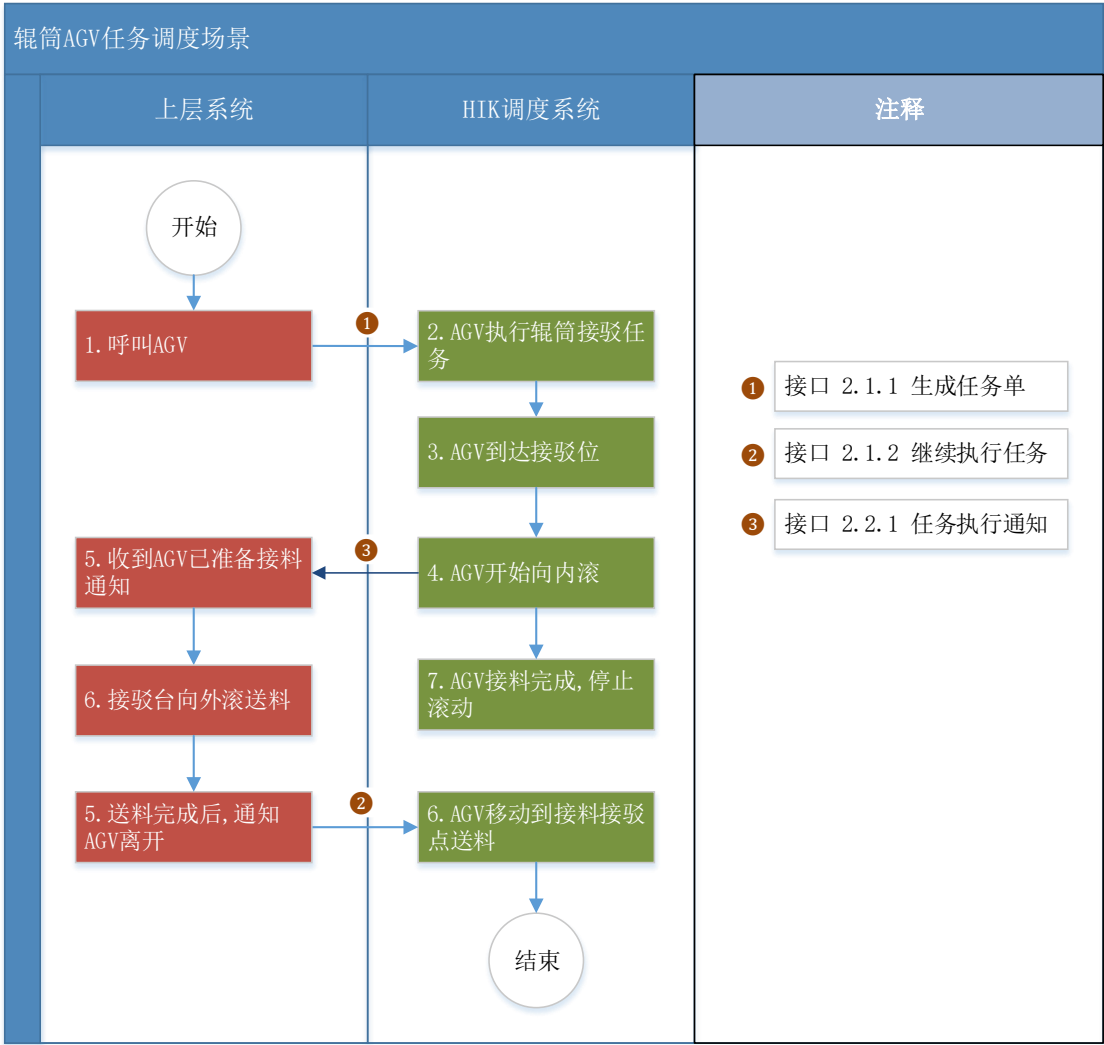 辊筒AGV任务调度场景
上层系统
HIK调度系统
注释
开始
1.呼叫AGV
❶
2.AGV执行辊筒接驳任
务
3.AGV到达接驳位
5.收到AGV已准备接料
通知
❸
4.AGV开始向内滚
6.接驳台向外滚送料
7.AGV接料完成,停止
滚动
5.送料完成后,通知
AGV离开
❷
6.AGV移动到接料接驳
点送料
结束
❶ 接口 2.1.1 生成任务单
❷ 接口 2.1.2 继续执行任务
❸ 接口 2.2.1 任务执行通知